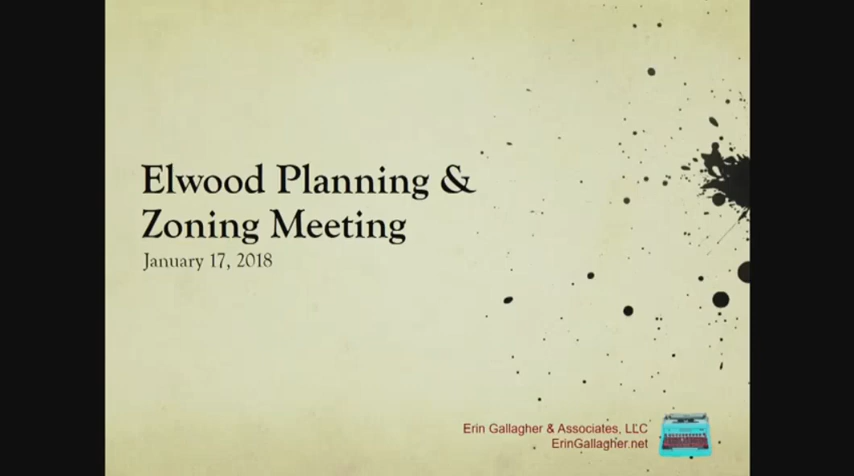 Elwood Planning &
Zoning Meeting
January 17, 2018
Erin Gallagher & Associates, LLC
ErinGallagher.net